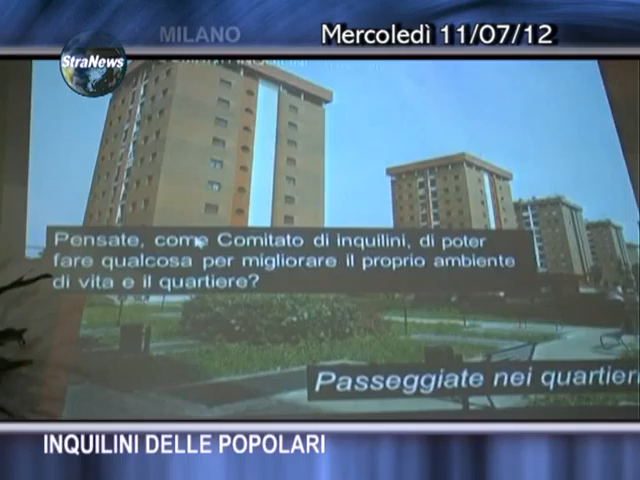 MILANO
Mercoledì 11/07/12
StraNews
Pensate, come Comitato di inquilini, di poter
fare qualcosa per migliorare il proprio ambiente
di vita e il quartiere?
Passeggiate nei quartier
INQUILINI DELLE POPOLARI